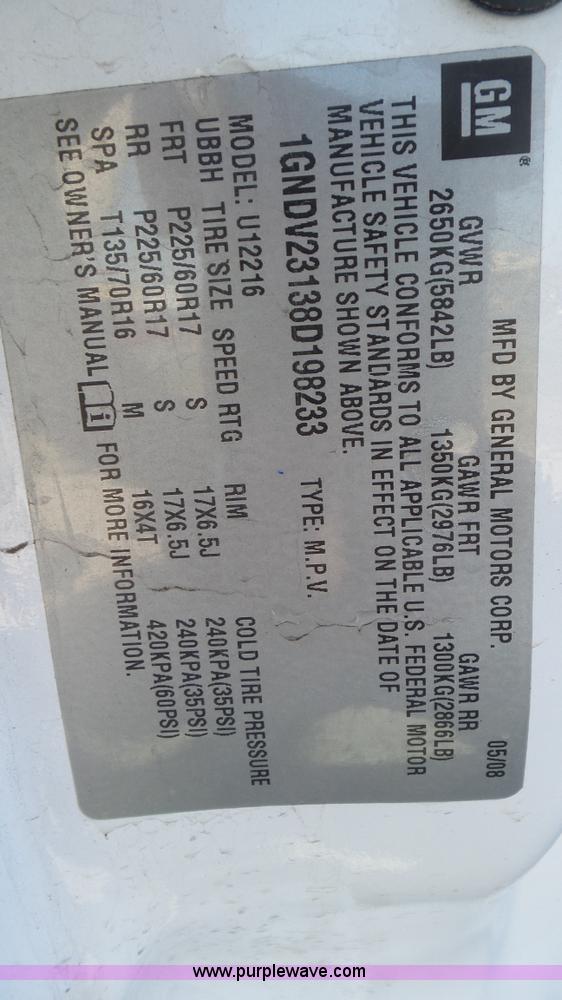 GM®
MFD BY GENERAL MOTORS CORP. 05/08
GVWR GAWR FRT GAWR RR
2650KG(5842LB) 1350KG(2976LB) 1300KG(2866LB)
THIS VEHICLE CONFORMS TO ALL APPLICABLE U.S. FEDERAL MOTOR
VEHICLE SAFETY STANDARDS IN EFFECT ON THE DATE OF
MANUFACTURE SHOWN ABOVE.
1GNDV23138D198233 TYPE: M.P.V.
MODEL: U12216
UBBH TIRE SIZE SPEED RTG RIM COLD TIRE PRESSURE
FRT P225/60R17 S 17X6.5J 240KPA(35PSI)
RR P225/60R17 S 17X6.5J 240KPA(35PSI)
SPA T135/70R16 M 16X4T 420KPA(60PSI)
SEE OWNER'S MANUAL i FOR MORE INFORMATION.
www.purplewave.com